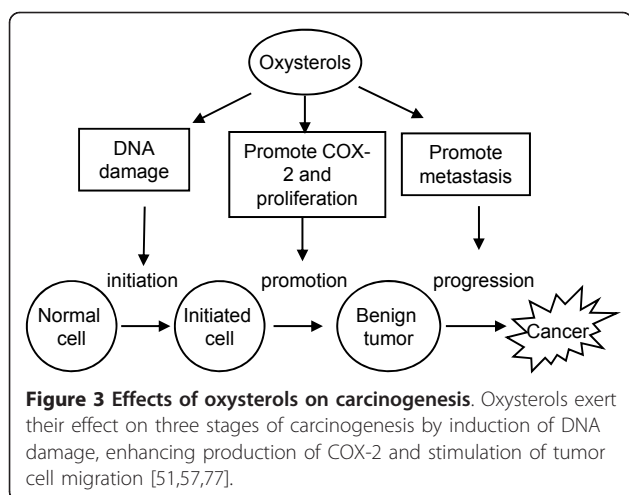 Oxysterols
DNA
damage
Promote COX-
2 and
proliferation
Promote
metastasis
initiation
promotion
progression
Normal
cell
Initiated
cell
Benign
tumor
Cancer
Figure 3 Effects of oxysterols on carcinogenesis. Oxysterols exert
their effect on three stages of carcinogenesis by induction of DNA
damage, enhancing production of COX-2 and stimulation of tumor
cell migration [51,57,77].